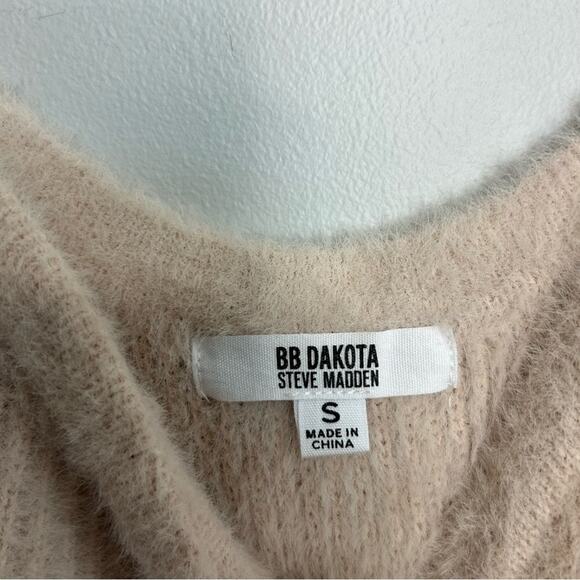 BB DAKOTA
STEVE MADDEN
S
MADE IN
CHINA